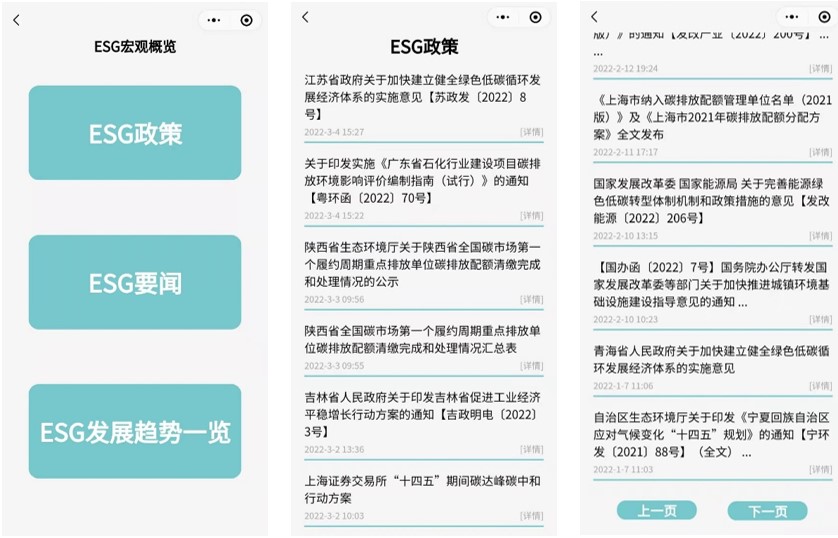 ESG宏观概览
ESG政策
ESG要闻
ESG发展趋势一览
ESG政策
江苏省政府关于加快建立健全绿色低碳循环发
展经济体系的实施意见【苏政发〔2022〕8
号】
2022-3-4 15:27
[详情]
关于印发实施《广东省石化行业建设项目碳排
放环境影响评价编制指南（试行）》的通知
【粤环函〔2022〕70号】
2022-3-4 15:22
[详情]
陕西省生态环境厅关于陕西省全国碳市场第一
个履约周期重点排放单位碳排放配额清缴完成
和处理情况的公示
2022-3-3 09:56
[详情]
陕西省全国碳市场第一个履约周期重点排放单
位碳排放配额清缴完成和处理情况汇总表
2022-3-3 09:55
[详情]
吉林省人民政府关于印发吉林省促进工业经济
平稳增长行动方案的通知【吉政明电〔2022〕
3号】
2022-3-2 13:36
[详情]
上海证券交易所“十四五”期间碳达峰碳中和
行动方案
2022-3-2 10:03
[详情]
版）》的通知【发改产业〔2022〕200号】 ...
...
2022-2-12 19:24
[详情]
《上海市纳入碳排放配额管理单位名单（2021
版）》及《上海市2021年碳排放配额分配方
案》全文发布
2022-2-11 17:17
[详情]
国家发展改革委 国家能源局 关于完善能源绿
色低碳转型体制机制和政策措施的意见【发改
能源〔2022〕206号】
2022-2-10 13:15
[详情]
【国办函〔2022〕7号】国务院办公厅转发国
家发展改革委等部门关于加快推进城镇环境基
础设施建设指导意见的通知 ...
2022-2-10 10:23
[详情]
青海省人民政府关于加快建立健全绿色低碳循
环发展经济体系的实施意见
2022-1-7 11:06
[详情]
自治区生态环境厅关于印发《宁夏回族自治区
应对气候变化“十四五”规划》的通知【宁环
发〔2021〕88号】（全文） ...
2022-1-7 11:03
[详情]
上一页
下一页